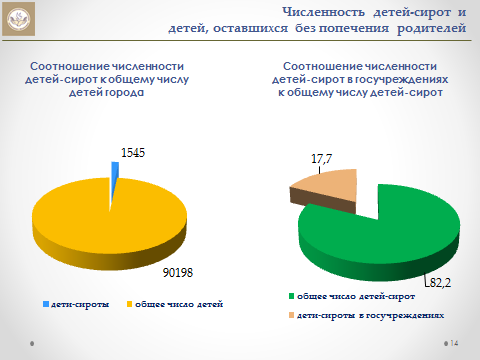 Численность детей-сирот и
детей, оставшихся без попечения родителей
Соотношение численности
детей-сирот к общему числу
детей города
1545
90198
дети-сироты общее число детей
Соотношение численности
детей-сирот в госучреждениях
к общему числу детей-сирот
17,7
82,2
общее число детей-сирот
дети-сироты в госучреждениях
14